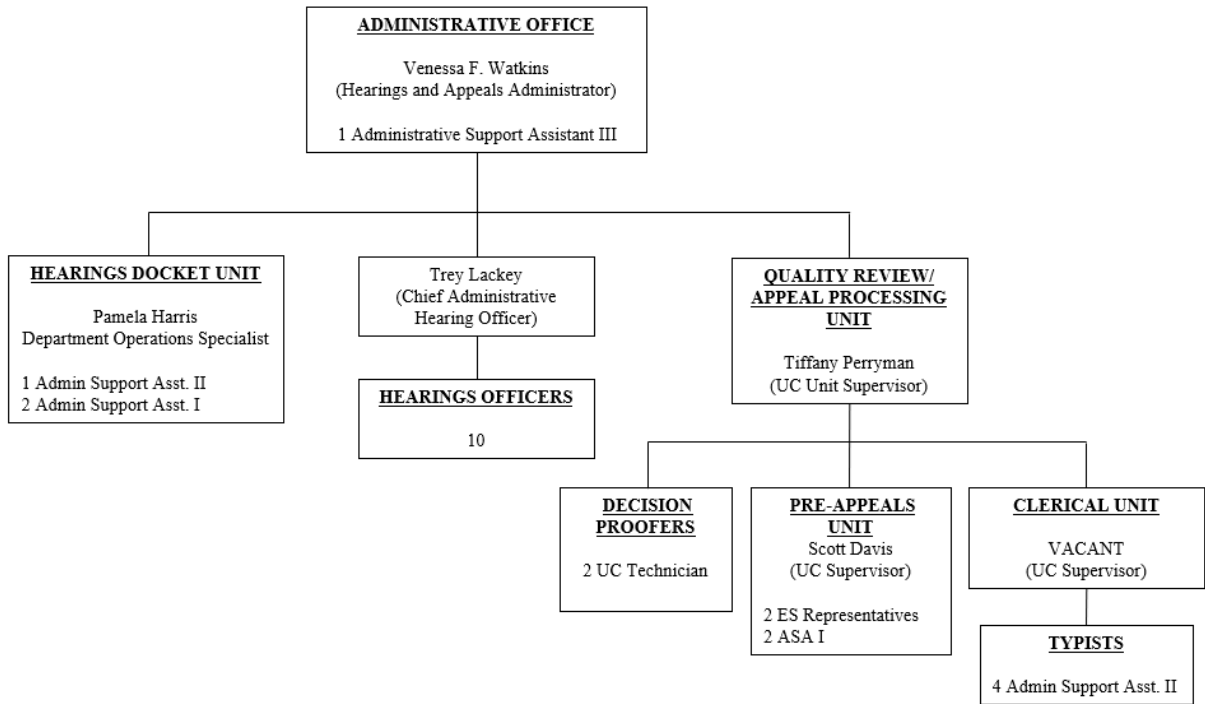 ADMINISTRATIVE OFFICE
Venessa F. Watkins
(Hearings and Appeals Administrator)
1 Administrative Support Assistant III
HEARINGS DOCKET UNIT
Pamela Harris
Department Operations Specialist
1 Admin Support Asst. II
2 Admin Support Asst. I
Trey Lackey
(Chief Administrative
Hearing Officer)
HEARINGS OFFICERS
10
QUALITY REVIEW/
APPEAL PROCESSING
UNIT
Tiffany Perryman
(UC Unit Supervisor)
DECISION
PROOFERS
2 UC Technician
PRE-APPEALS
UNIT
Scott Davis
(UC Supervisor)
2 ES Representatives
2 ASA I
CLERICAL UNIT
VACANT
(UC Supervisor)
TYPISTS
4 Admin Support Asst. II